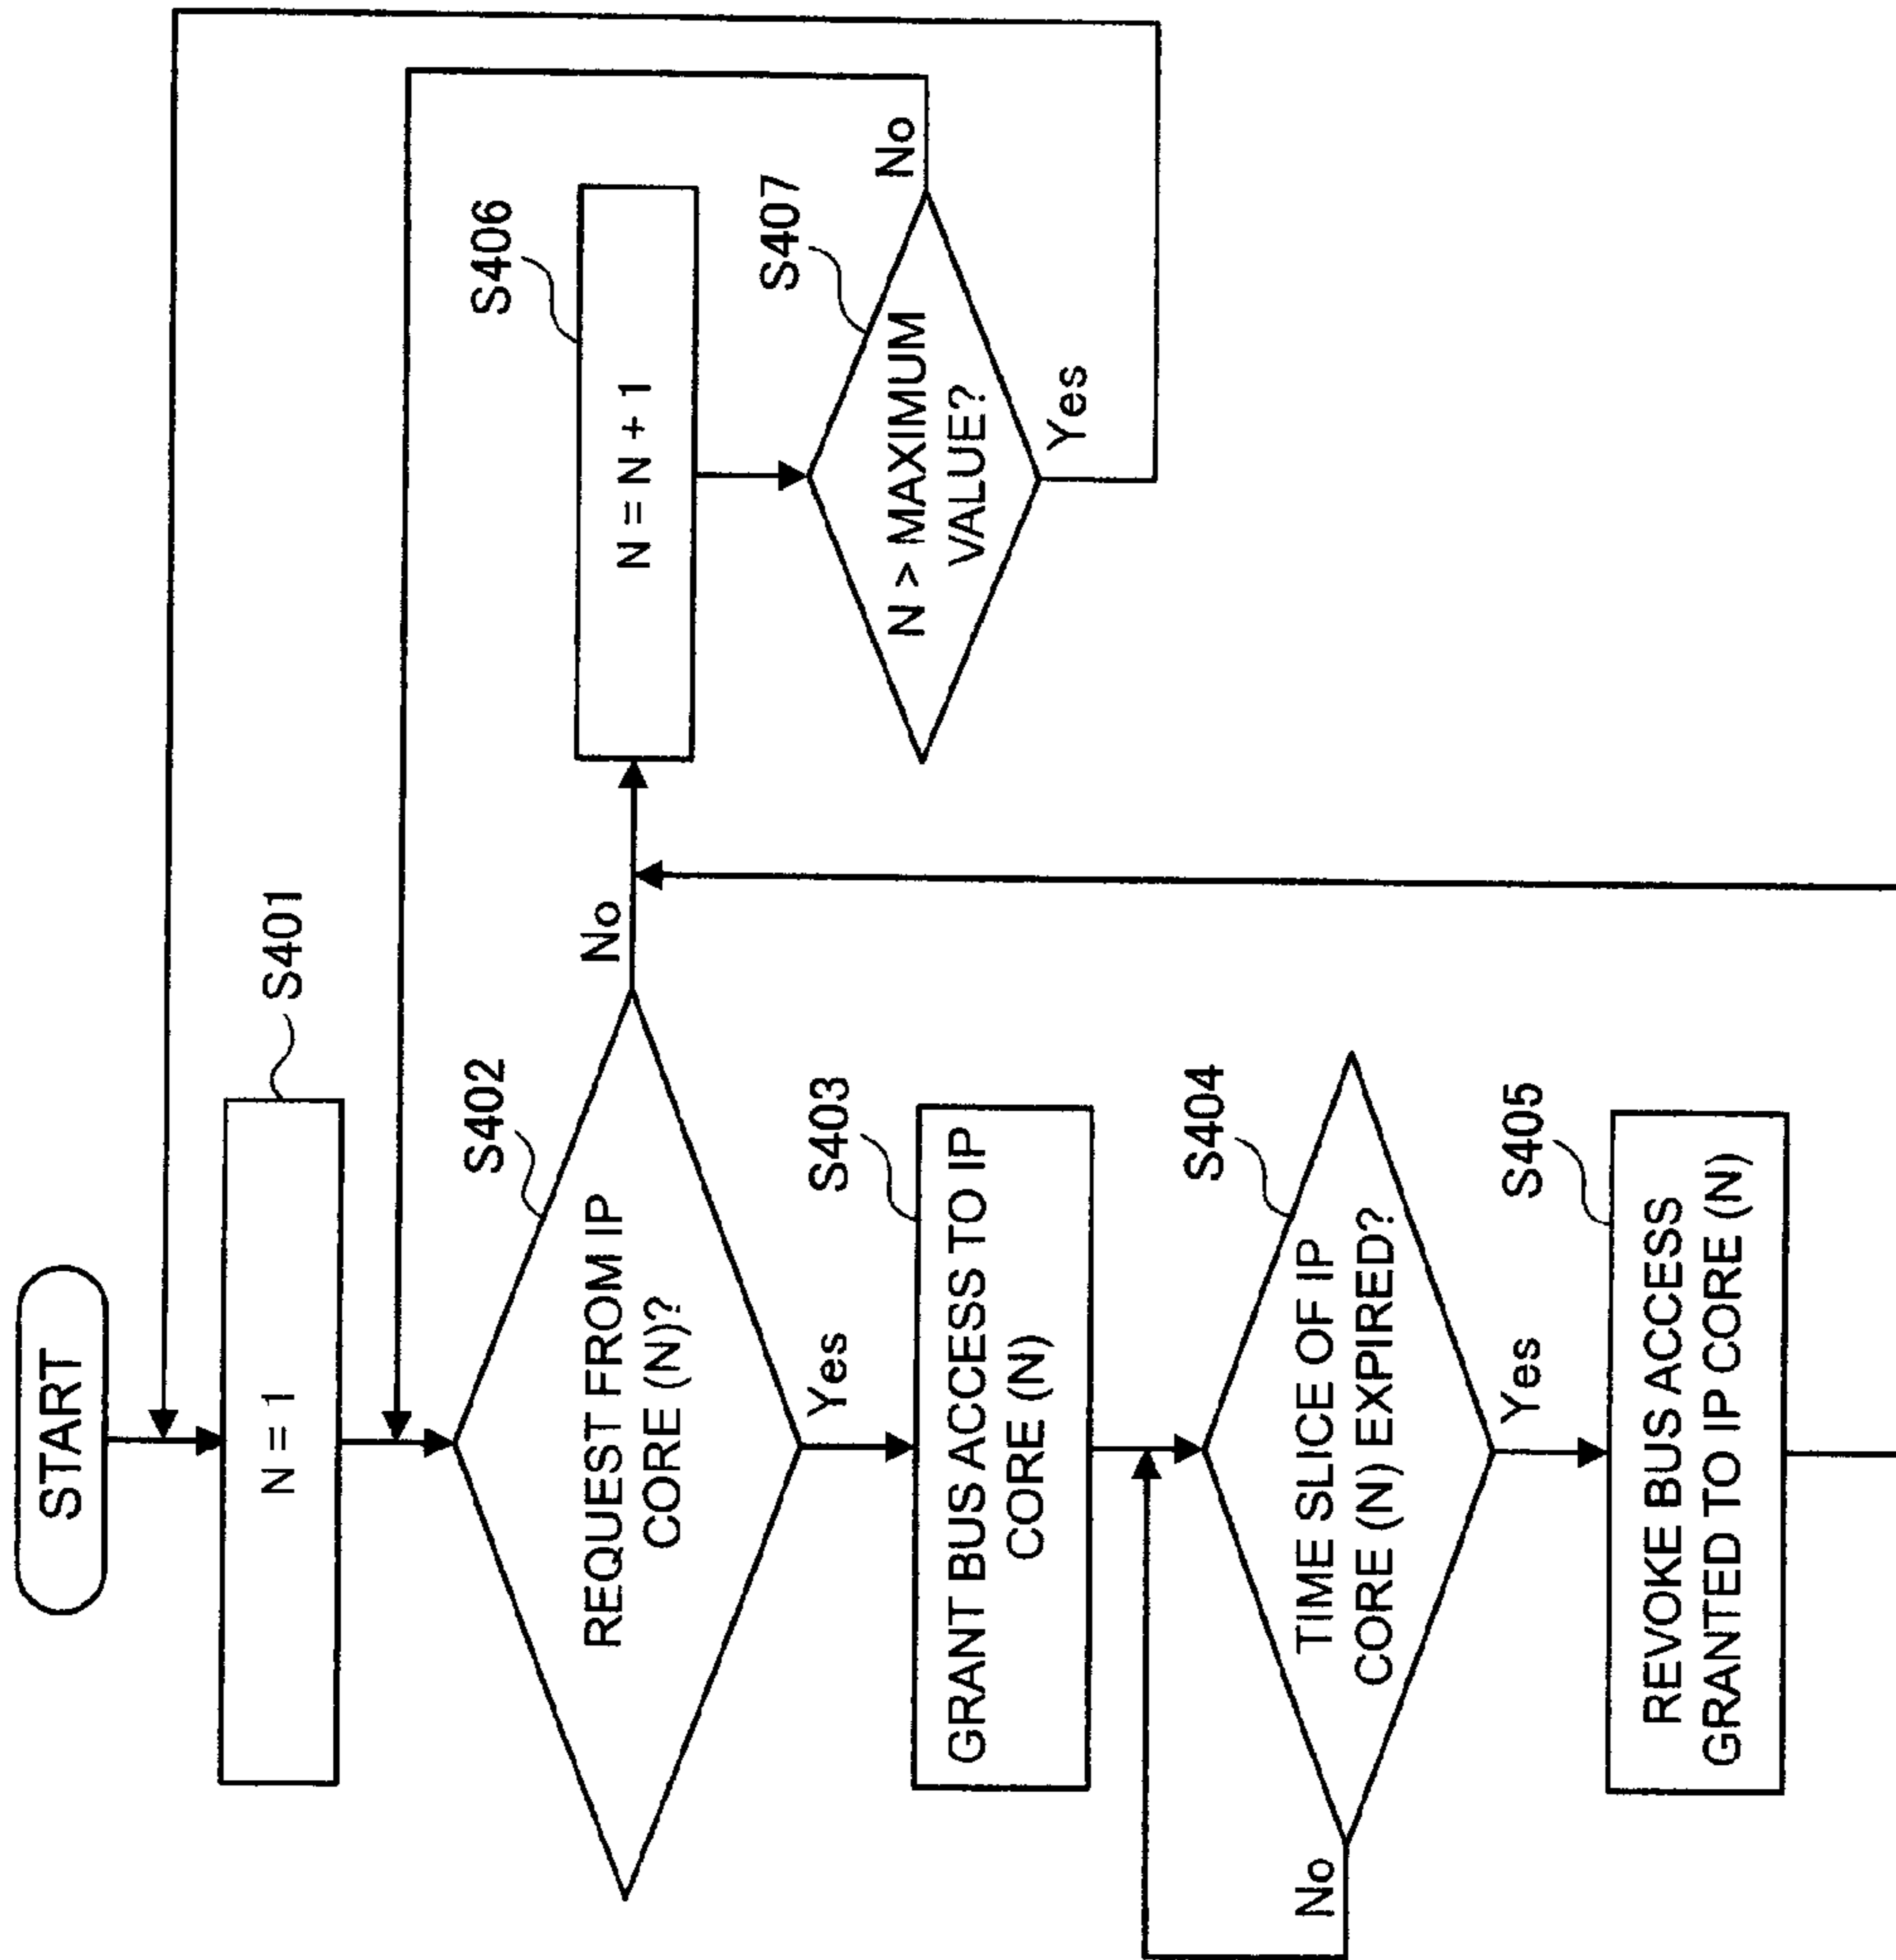 START
S401
N = 1
S402
REQUEST FROM IP
CORE (N)?
No
Yes
S403
GRANT BUS ACCESS TO IP
CORE (N)
S404
TIME SLICE OF IP
CORE (N) EXPIRED?
No
Yes
S405
REVOKE BUS ACCESS
GRANTED TO IP CORE (N)
S406
N = N + 1
S407
N > MAXIMUM
VALUE?
No
Yes